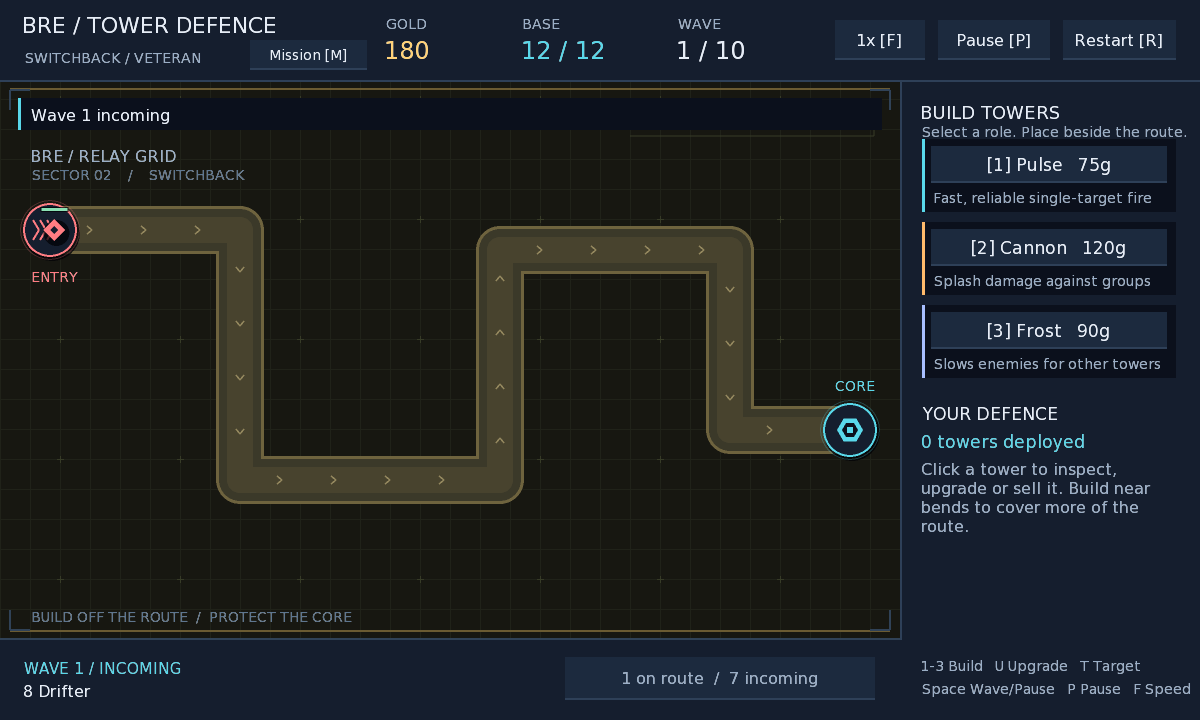 BRE / TOWER DEFENCE
SWITCHBACK / VETERAN
Mission [M]
GOLD
180
BASE
12 / 12
WAVE
1 / 10
1x [F]
Pause [P]
Restart [R]
Wave 1 incoming
BRE / RELAY GRID
SECTOR 02 / SWITCHBACK
ENTRY
CORE
BUILD OFF THE ROUTE / PROTECT THE CORE
BUILD TOWERS
Select a role. Place beside the route.
[1] Pulse 75g
Fast, reliable single-target fire
[2] Cannon 120g
Splash damage against groups
[3] Frost 90g
Slows enemies for other towers
YOUR DEFENCE
0 towers deployed
Click a tower to inspect,
upgrade or sell it. Build near
bends to cover more of the
route.
WAVE 1 / INCOMING
8 Drifter
1 on route / 7 incoming
1-3 Build U Upgrade T Target
Space Wave/Pause P Pause F Speed